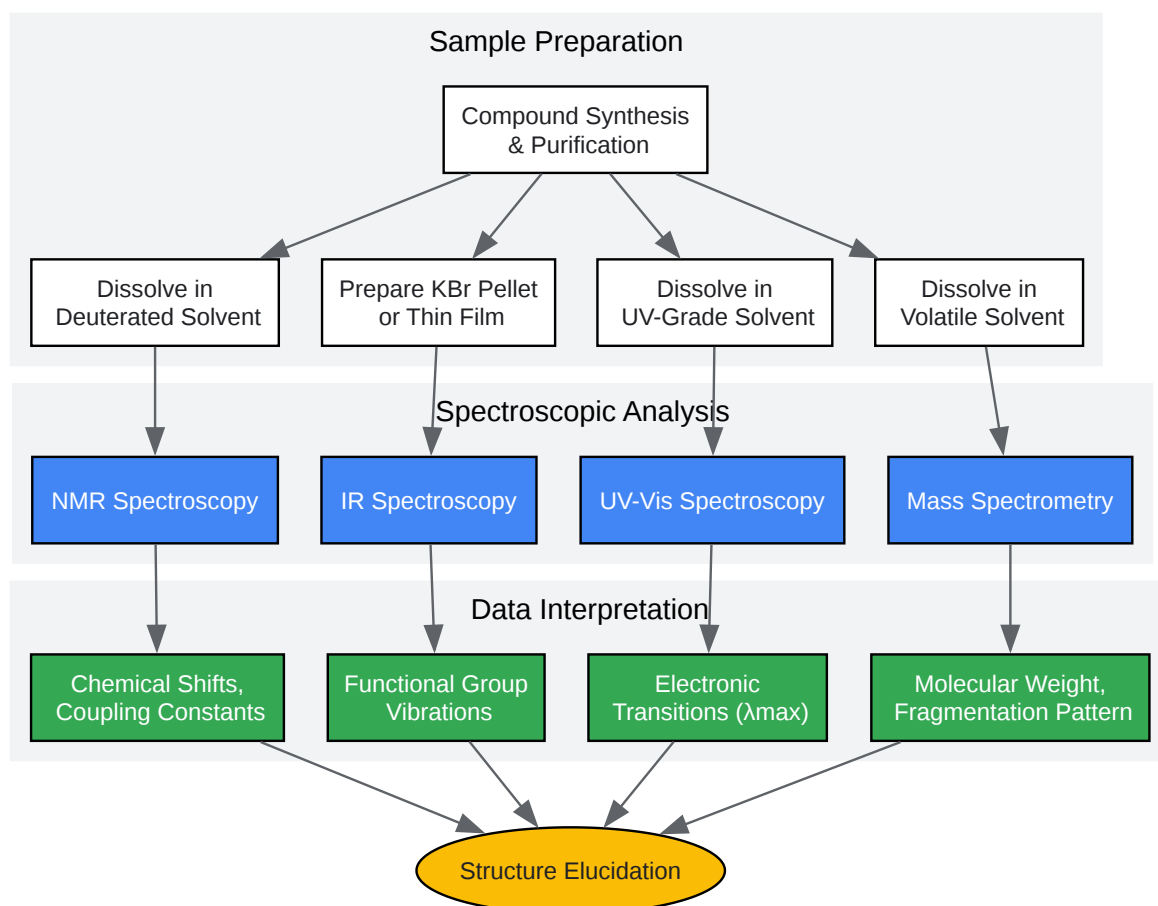 Sample Preparation
Compound Synthesis
& Purification
Dissolve in
Deuterated Solvent
Prepare KBr Pellet
or Thin Film
Dissolve in
UV-Grade Solvent
Dissolve in
Volatile Solvent
Spectroscopic Analysis
NMR Spectroscopy
IR Spectroscopy
UV-Vis Spectroscopy
Mass Spectrometry
Data Interpretation
Chemical Shifts,
Coupling Constants
Functional Group
Vibrations
Electronic
Transitions (λmax)
Molecular Weight,
Fragmentation Pattern
Structure Elucidation